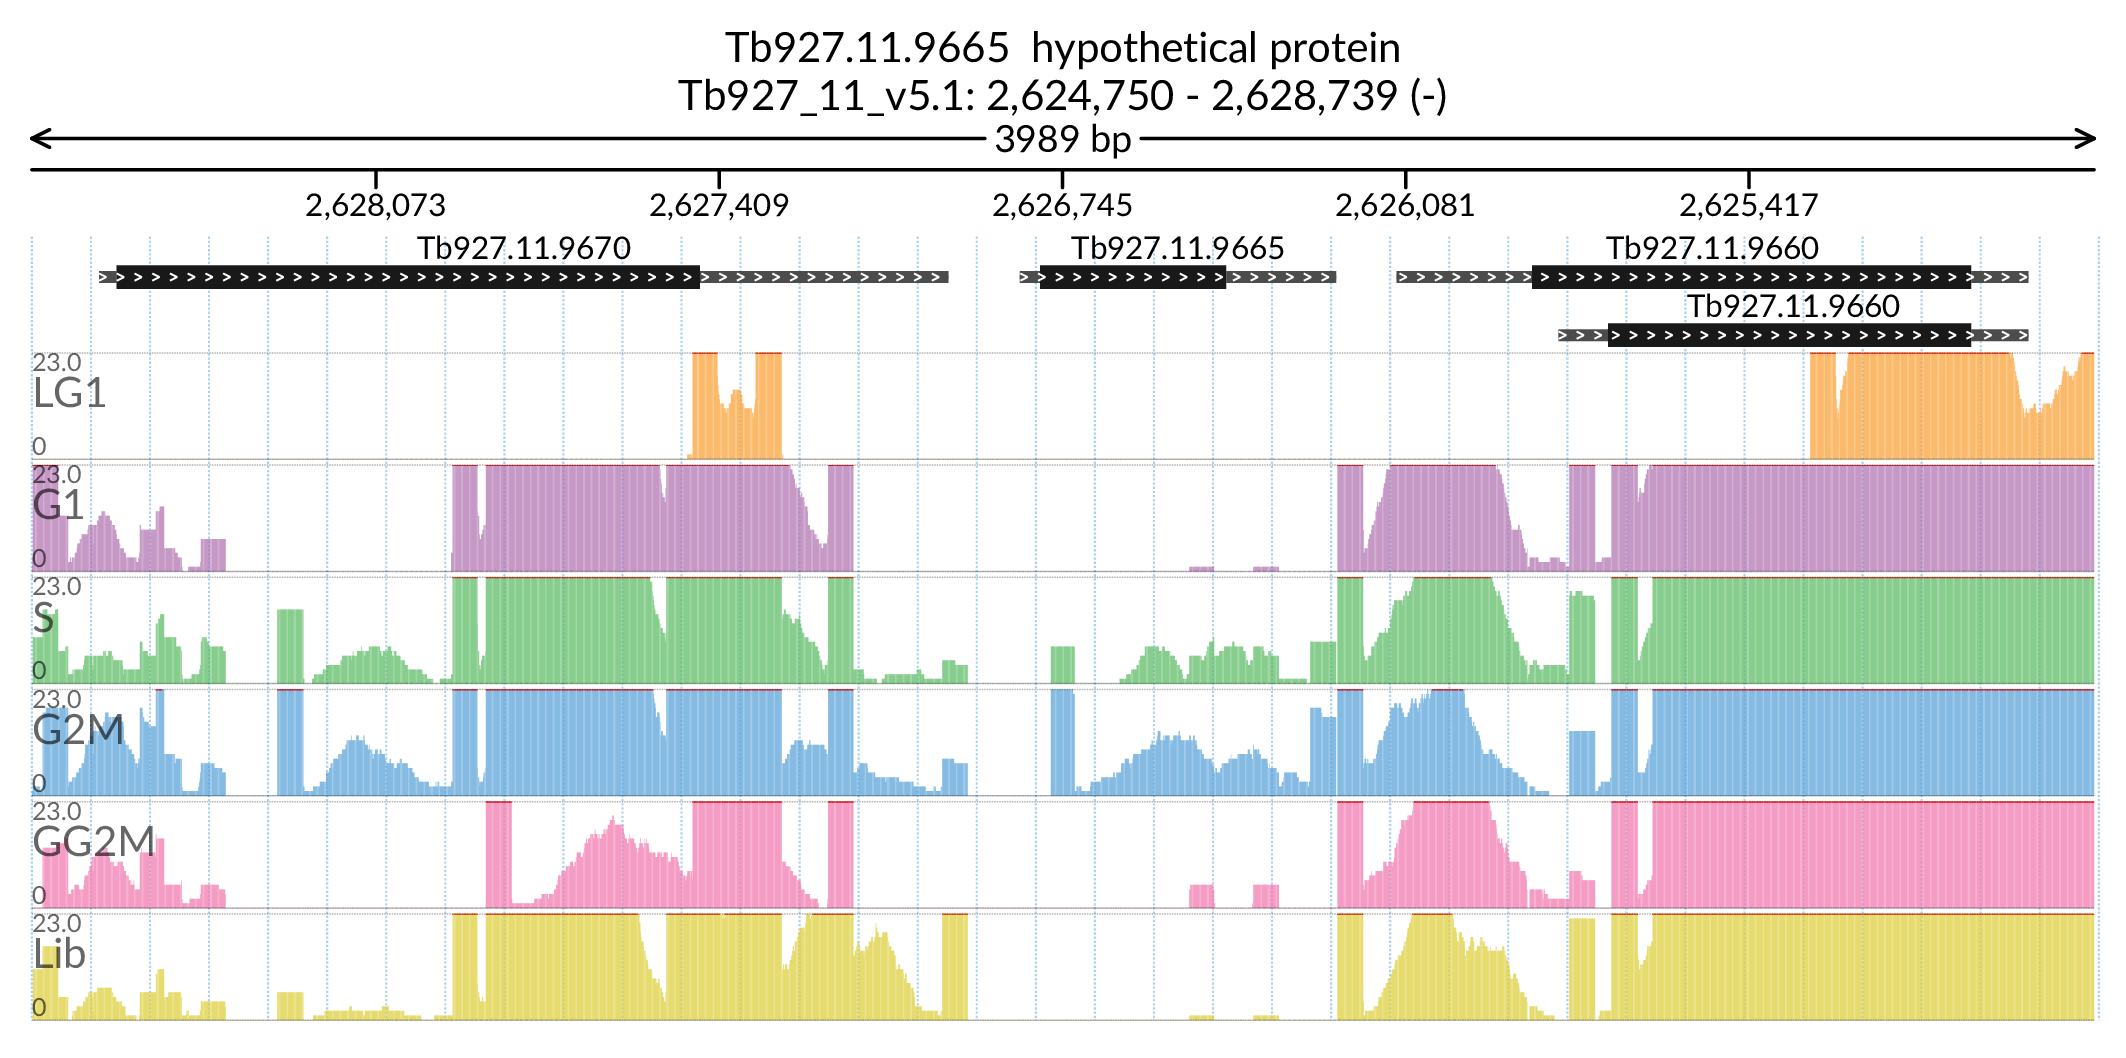 Tb927.11.9665 hypothetical protein
Tb927_11_v5.1: 2,624,750 - 2,628,739 (-)
3989 bp
2,628,073 2,627,409 2,626,745 2,626,081 2,625,417
Tb927.11.9670 Tb927.11.9665 Tb927.11.9660
Tb927.11.9660
23.0
LG1
0
23.0
G1
0
23.0
S
0
23.0
G2M
0
23.0
GG2M
0
23.0
Lib
0